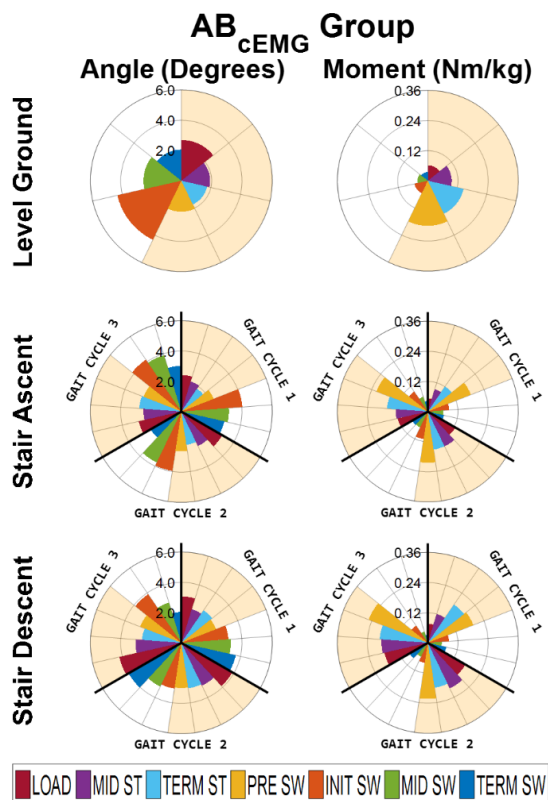 AB cEMG Group
Angle (Degrees) Moment (Nm/kg)
Level Ground
6.0
4.0
2.0
0.36
0.24
0.12
Stair Ascent
GAIT CYCLE 3
6.0
4.0
2.0
GAIT CYCLE 1
GAIT CYCLE 2
GAIT CYCLE 3
0.36
0.24
0.12
GAIT CYCLE 1
GAIT CYCLE 2
Stair Descent
GAIT CYCLE 3
6.0
4.0
2.0
GAIT CYCLE 1
GAIT CYCLE 2
GAIT CYCLE 3
0.36
0.24
0.12
GAIT CYCLE 1
GAIT CYCLE 2
LOAD MID ST TERM ST PRE SW INIT SW MID SW TERM SW